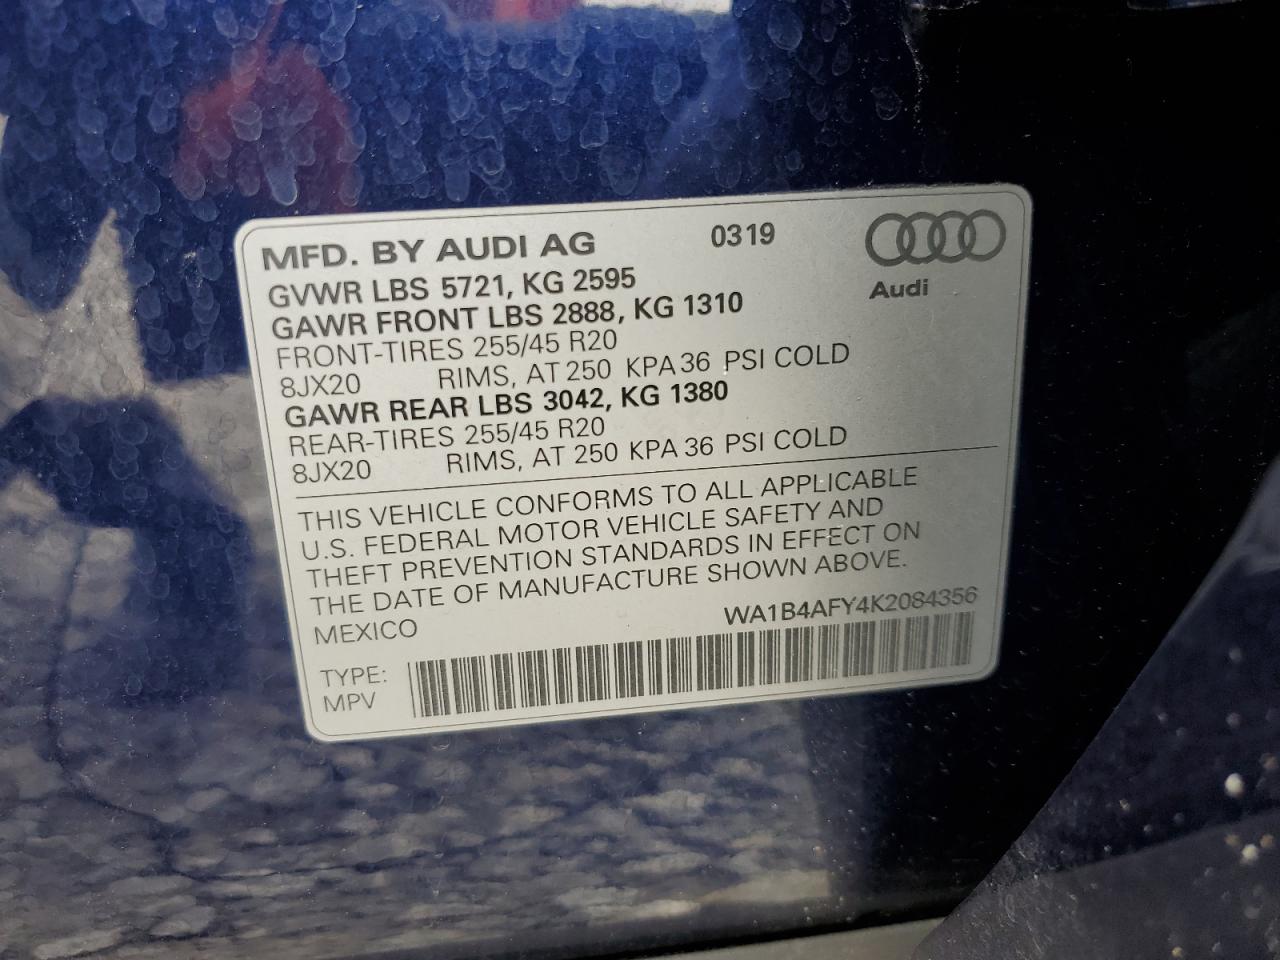 MFD. BY AUDI AG 0319
Audi
GVWR LBS 5721, KG 2595
GAWR FRONT LBS 2888, KG 1310
FRONT-TIRES 255/45 R20
8JX20 RIMS, AT 250 KPA 36 PSI COLD
GAWR REAR LBS 3042, KG 1380
REAR-TIRES 255/45 R20
8JX20 RIMS, AT 250 KPA 36 PSI COLD
THIS VEHICLE CONFORMS TO ALL APPLICABLE
U.S. FEDERAL MOTOR VEHICLE SAFETY AND
THEFT PREVENTION STANDARDS IN EFFECT ON
THE DATE OF MANUFACTURE SHOWN ABOVE.
MEXICO WA1B4AFY4K2084356
TYPE:
MPV